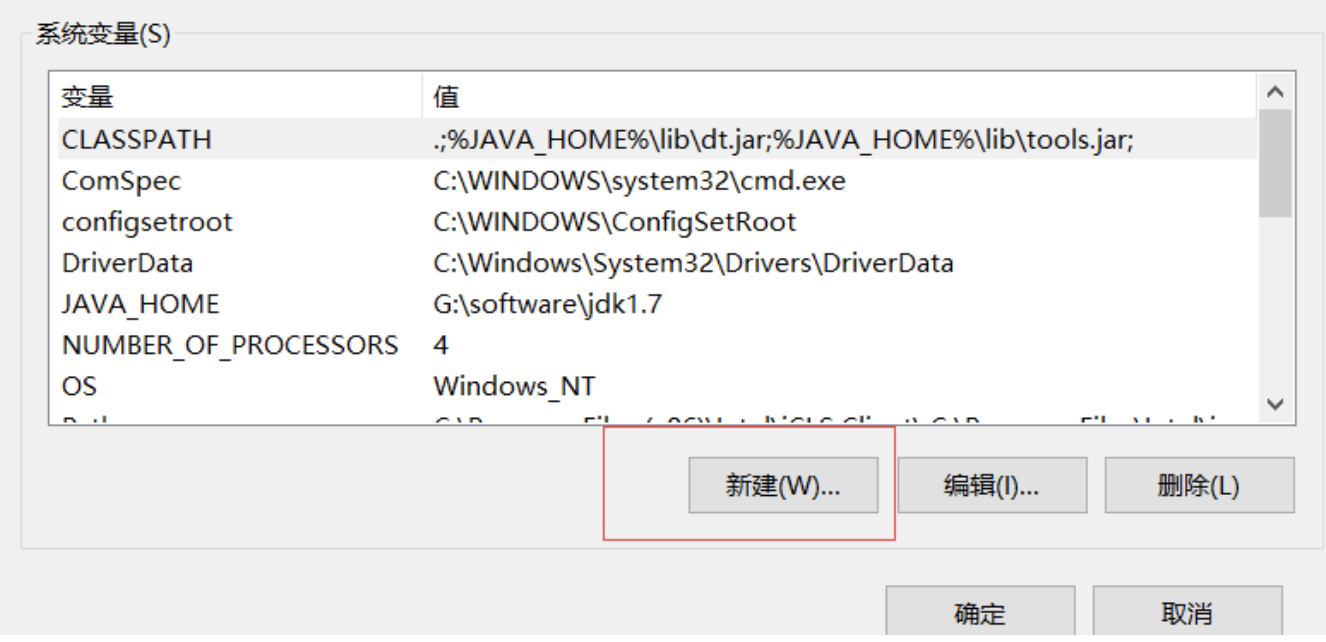 系统变量(S)
变量 值
CLASSPATH .;%JAVA_HOME%\lib\dt.jar;%JAVA_HOME%\lib\tools.jar;
ComSpec C:\WINDOWS\system32\cmd.exe
configsetroot C:\WINDOWS\ConfigSetRoot
DriverData C:\Windows\System32\Drivers\DriverData
JAVA_HOME G:\software\jdk1.7
NUMBER_OF_PROCESSORS 4
OS Windows_NT
新建(W)... 编辑(I)... 删除(L)
确定 取消